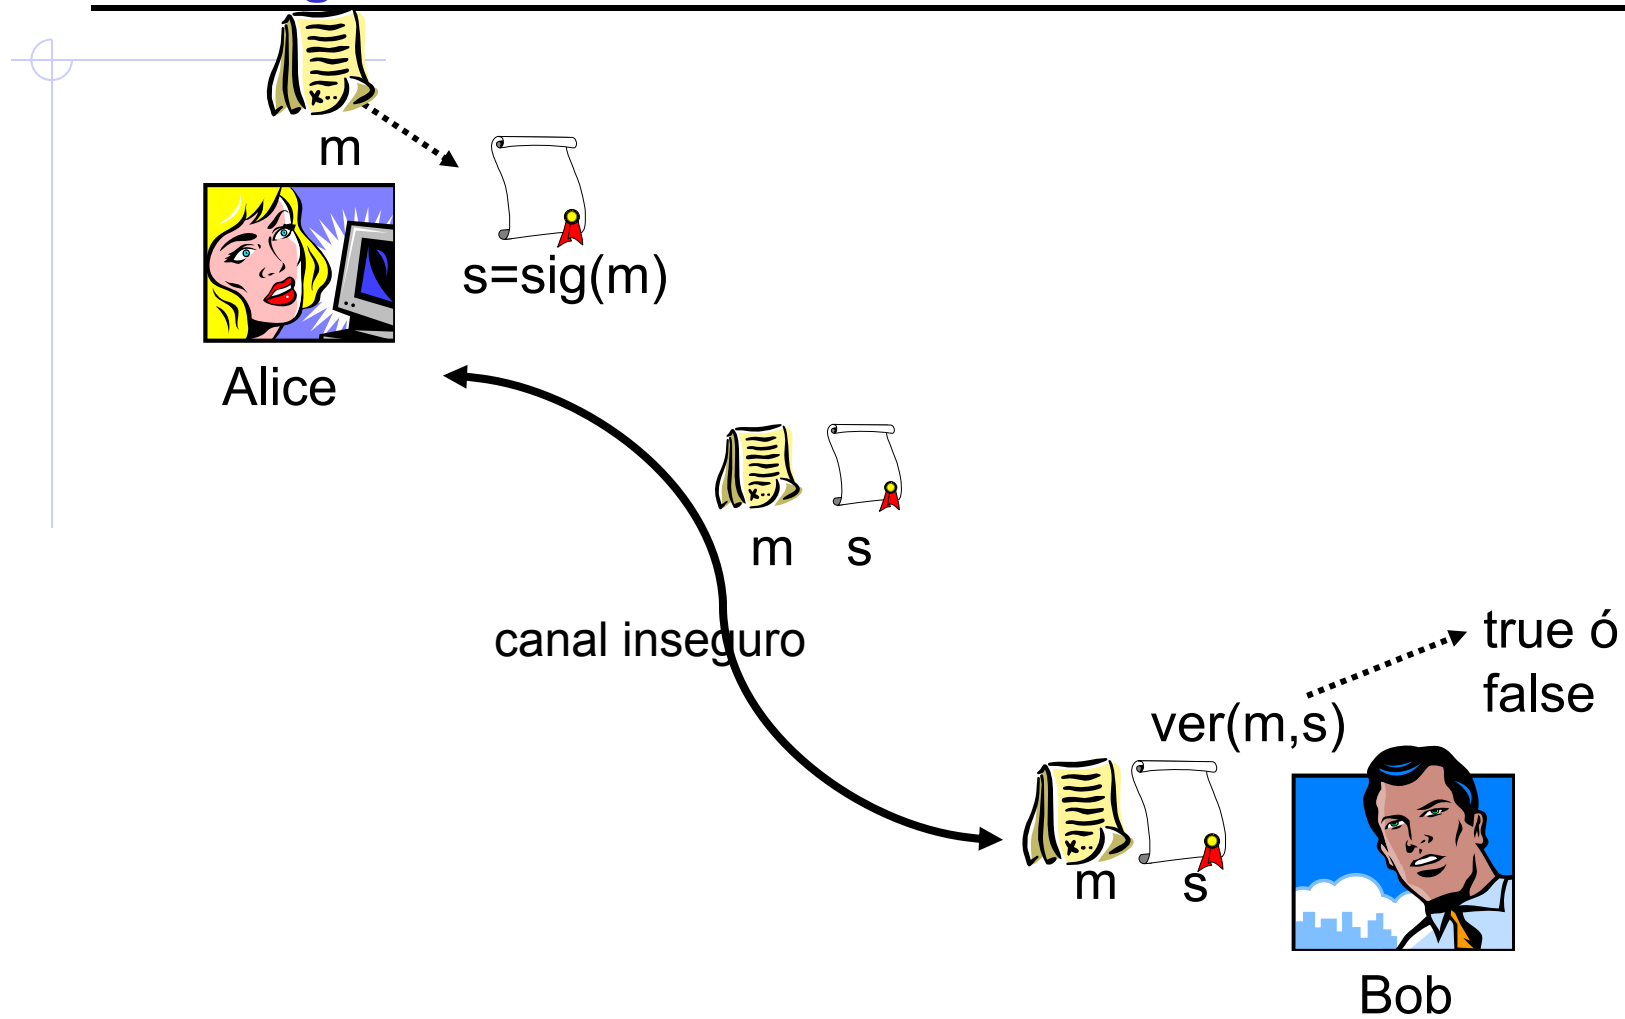 m
s=sig(m)
Alice
m s
canal inseguro
true ó
false
ver(m,s)
m s
Bob